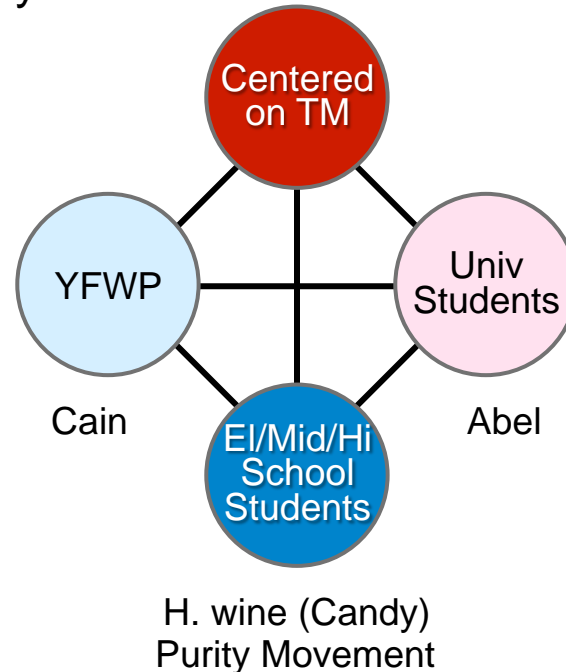 y
Centered
on TM
YFWP
Univ
Students
Cain
Abel
El/Mid/Hi
School
Students
H. wine (Candy)
Purity Movement